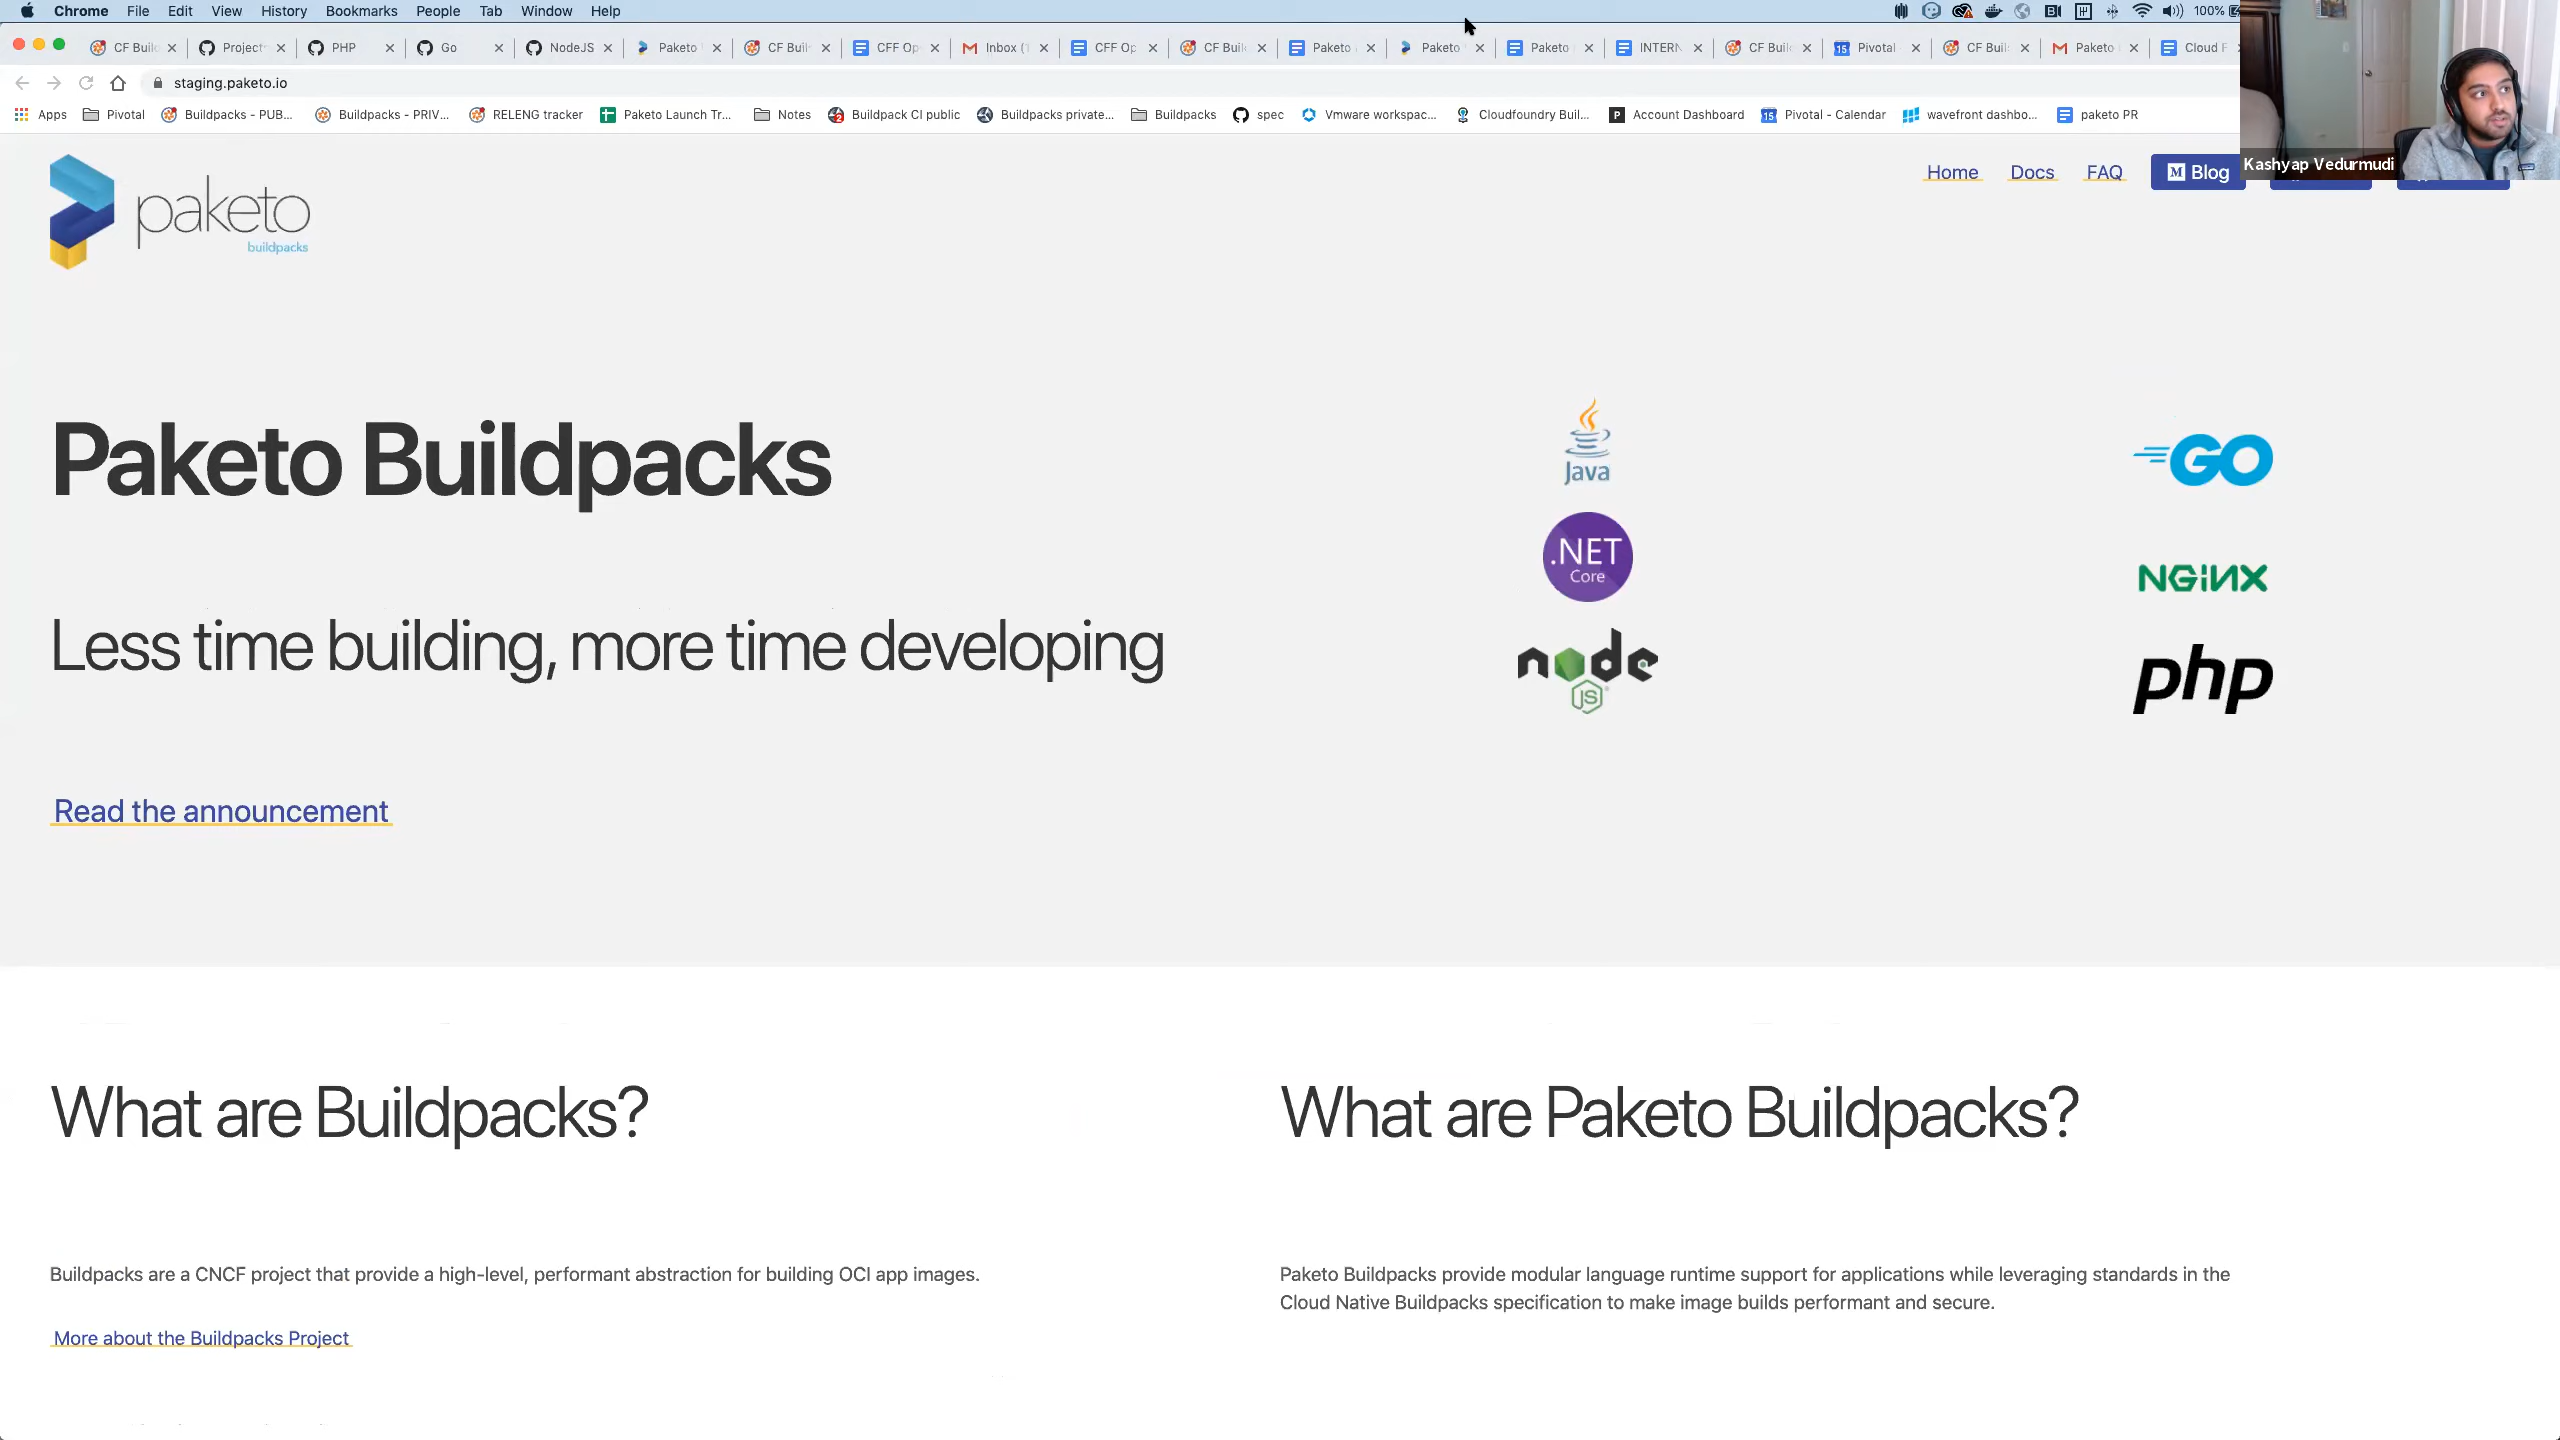 Chrome File Edit View History Bookmarks People Tab Window Help 100%
CF Buil Project PHP Go NodeJS Paketo CF Buil CFF Op Inbox (1 CFF Op CF Buil Paketo Paketo Paketo INTERN CF Buil Pivotal CF Buil Paketo Cloud F
staging.paketo.io
Apps Pivotal Buildpacks - PUB... Buildpacks - PRIV... RELENG tracker Paketo Launch Tr... Notes Buildpack CI public Buildpacks private... Buildpacks spec Vmware workspac... Cloudfoundry Buil... Account Dashboard Pivotal - Calendar wavefront dashbo... paketo PR
Kashyap Vedurmudi
Home Docs FAQ Blog
paketo
buildpacks
Paketo Buildpacks
Less time building, more time developing
Read the announcement
Java
GO
.NET
Core
NGINX
node
JS
php
What are Buildpacks?
Buildpacks are a CNCF project that provide a high-level, performant abstraction for building OCI app images.
More about the Buildpacks Project
What are Paketo Buildpacks?
Paketo Buildpacks provide modular language runtime support for applications while leveraging standards in the
Cloud Native Buildpacks specification to make image builds performant and secure.